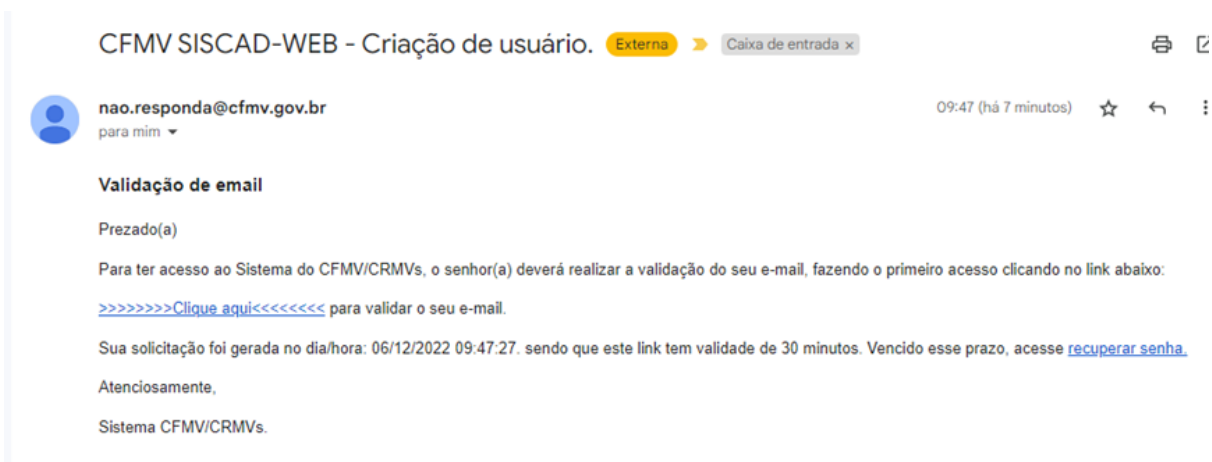 CFMV SISCAD-WEB - Criação de usuário. Externa Caixa de entrada x
nao.responda@cfmv.gov.br 09:47 (há 7 minutos)
para mim
Validação de email
Prezado(a)
Para ter acesso ao Sistema do CFMV/CRMVs, o senhor(a) deverá realizar a validação do seu e-mail, fazendo o primeiro acesso clicando no link abaixo:
>>>>>>>>Clique aqui<<<<<<<< para validar o seu e-mail.
Sua solicitação foi gerada no dia/hora: 06/12/2022 09:47:27. sendo que este link tem validade de 30 minutos. Vencido esse prazo, acesse recuperar senha.
Atenciosamente,
Sistema CFMV/CRMVs.